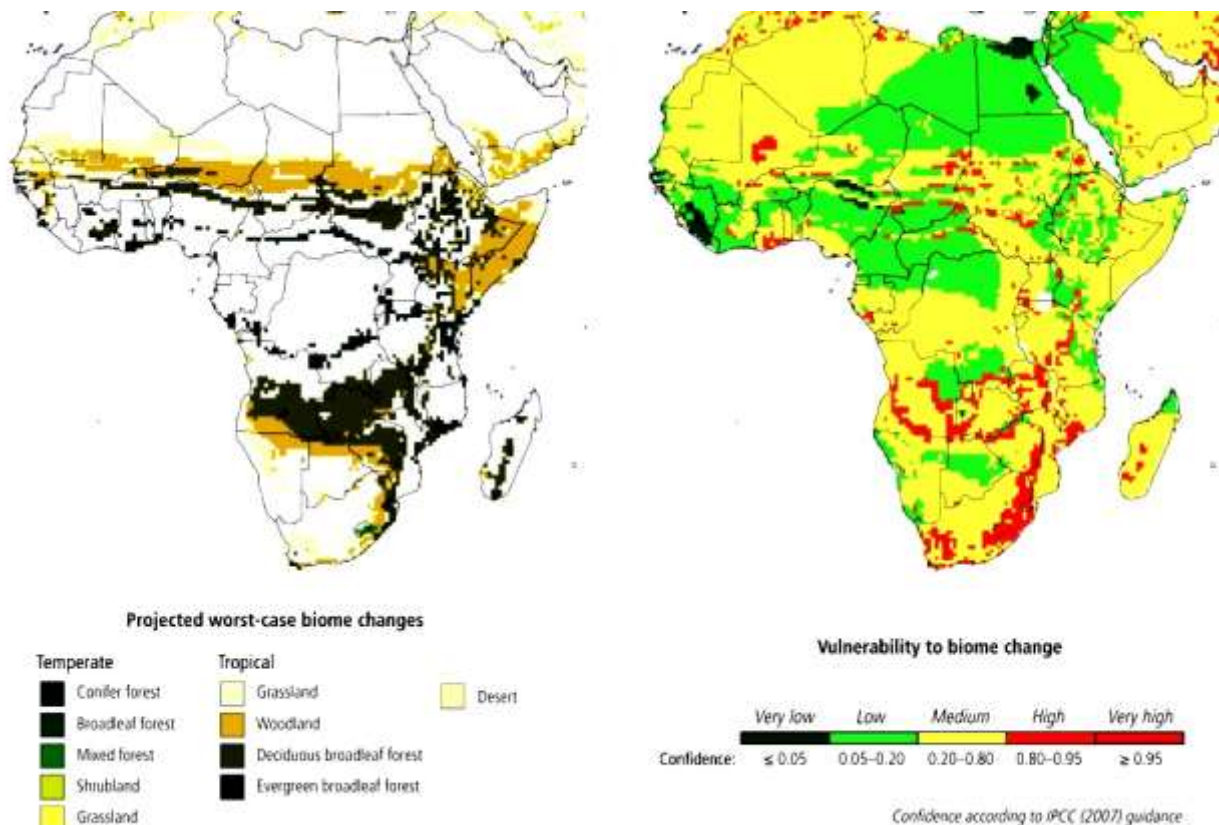 Projected worst-case biome changes
Temperate
Conifer forest
Broadleaf forest
Mixed forest
Shrubland
Grassland
Tropical
Grassland
Woodland
Deciduous broadleaf forest
Evergreen broadleaf forest
Desert
Vulnerability to biome change
Very low Low Medium High Very high
Confidence: ≤ 0.05 0.05–0.20 0.20–0.80 0.80–0.95 ≥ 0.95
Confidence according to IPCC (2007) guidance